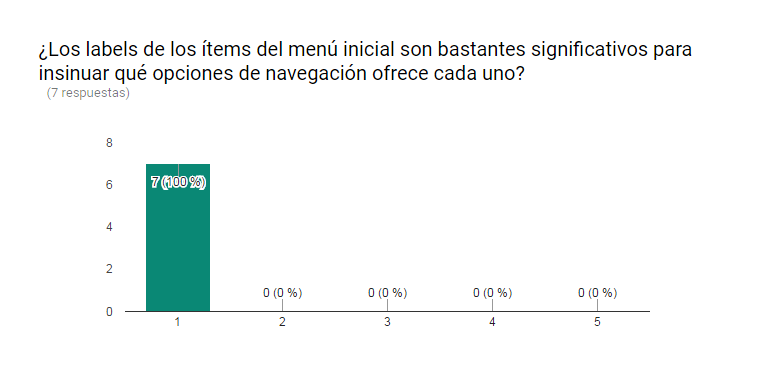 ¿Los labels de los ítems del menú inicial son bastantes significativos para
insinuar qué opciones de navegación ofrece cada uno?
(7 respuestas)
8
6
4
2
0
7 (100 %)
0 (0 %)
0 (0 %)
0 (0 %)
0 (0 %)
1
2
3
4
5